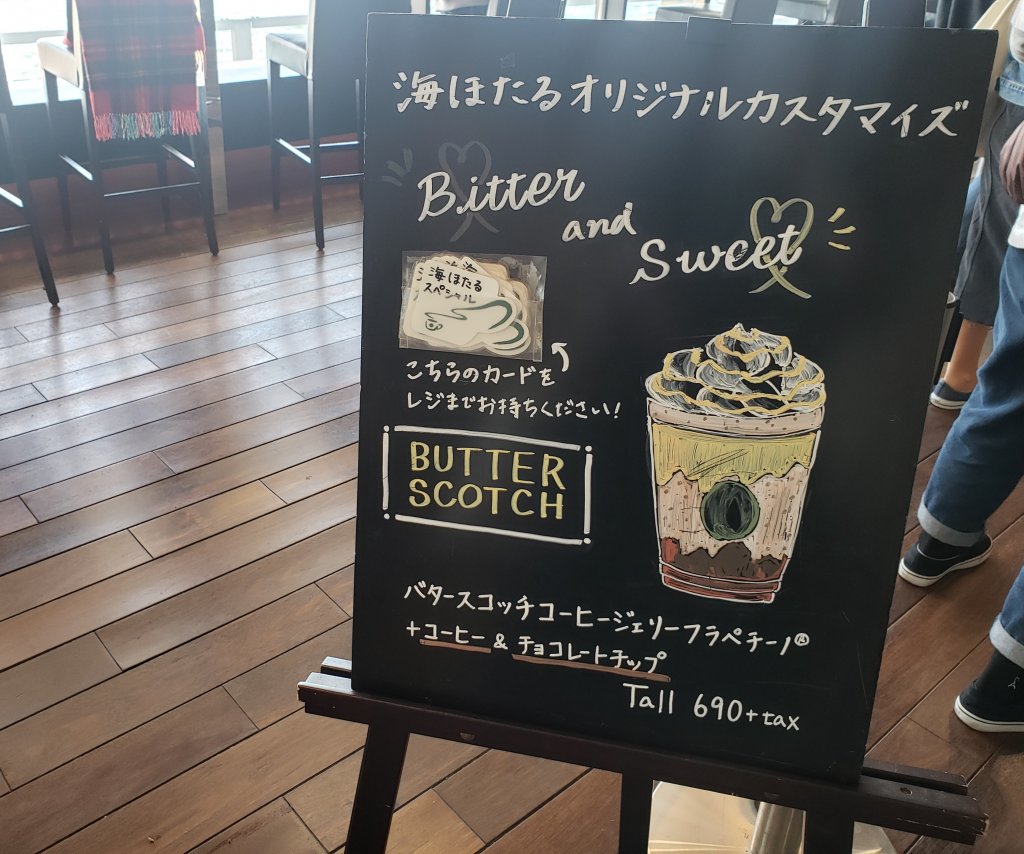 海ほたるオリジナルカスタマイズ
Bitter
and
Sweet
海ほたる
スペシャル
こちらのカードを
レジまでお持ちください!
BUTTER
SCOTCH
バタースコッチコーヒージェリーフラペチーノ®
+コーヒー & チョコレートチップ
Tall 690+tax